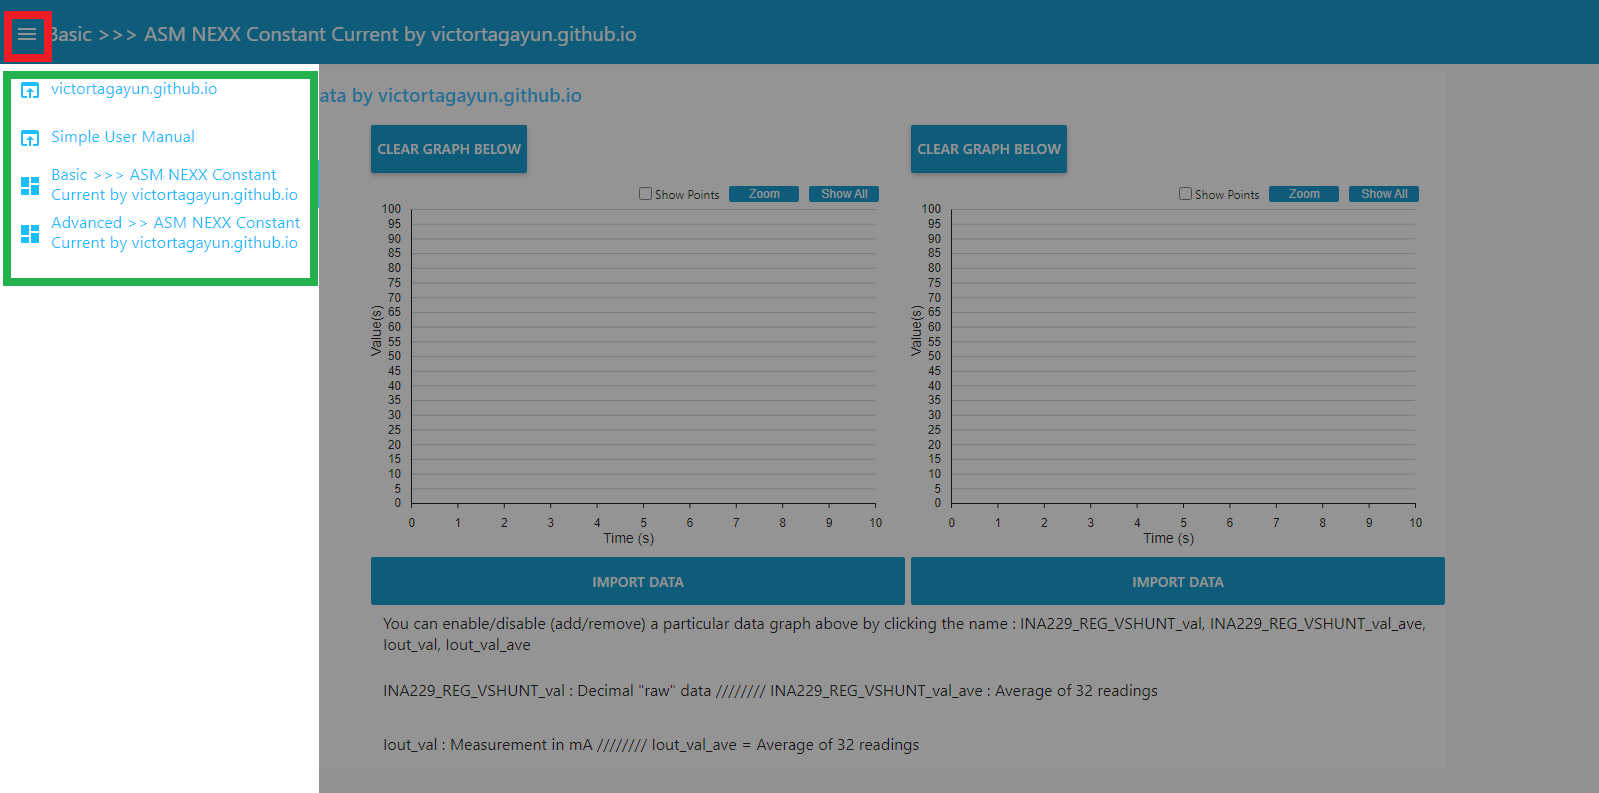 Basic >>> ASM NEXX Constant Current by victortagayun.github.io
victortagayun.github.io
Simple User Manual
Basic >>> ASM NEXX Constant
Current by victortagayun.github.io
Advanced >> ASM NEXX Constant
Current by victortagayun.github.io
ata by victortagayun.github.io
CLEAR GRAPH BELOW
Show Points Zoom Show All
100
95
90
85
80
75
70
65
60
55
50
45
40
35
30
25
20
15
10
5
0
Value(s)
0 1 2 3 4 5 6 7 8 9 10
Time (s)
IMPORT DATA
CLEAR GRAPH BELOW
Show Points Zoom Show All
100
95
90
85
80
75
70
65
60
55
50
45
40
35
30
25
20
15
10
5
0
Value(s)
0 1 2 3 4 5 6 7 8 9 10
Time (s)
IMPORT DATA
You can enable/disable (add/remove) a particular data graph above by clicking the name : INA229_REG_VSHUNT_val, INA229_REG_VSHUNT_val_ave,
Iout_val, Iout_val_ave
INA229_REG_VSHUNT_val : Decimal "raw" data //////// INA229_REG_VSHUNT_val_ave : Average of 32 readings
Iout_val : Measurement in mA //////// Iout_val_ave = Average of 32 readings